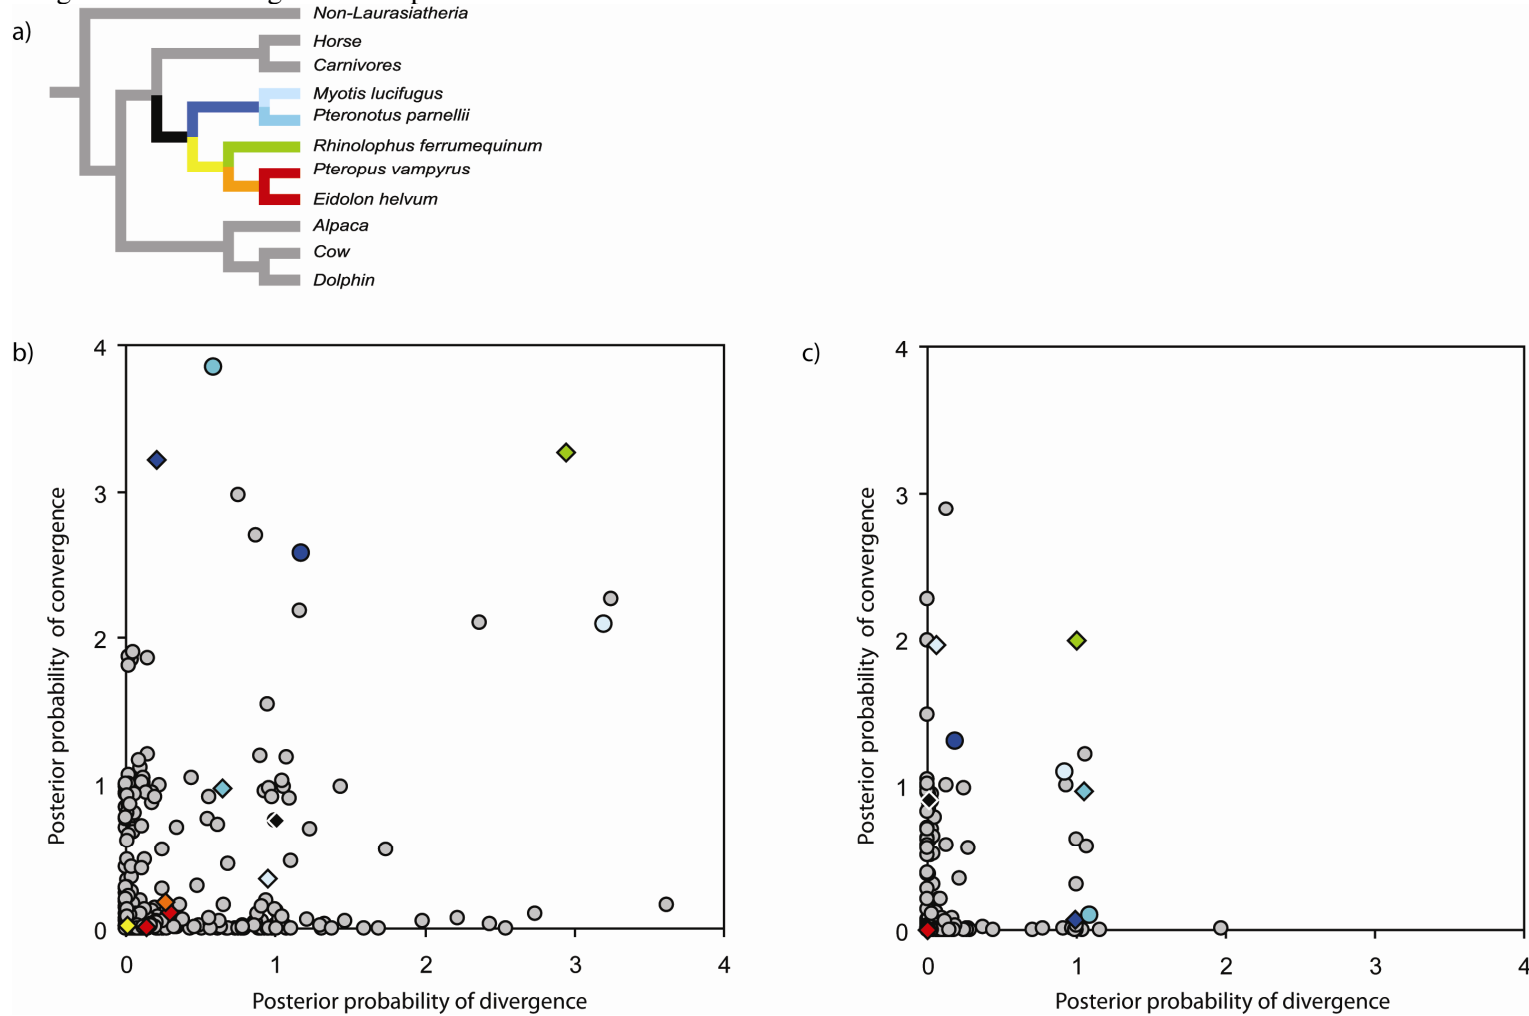 a)
Non-Laurasiatheria
Horse
Carnivores
Myotis lucifugus
Pteronotus parnellii
Rhinolophus ferrumequinum
Pteropus vampyrus
Eidolon helvum
Alpaca
Cow
Dolphin
b)
Posterior probability of convergence
4
3
2
1
0
0 1 2 3 4
Posterior probability of divergence
c)
Posterior probability of convergence
4
3
2
1
0
0 1 2 3 4
Posterior probability of divergence